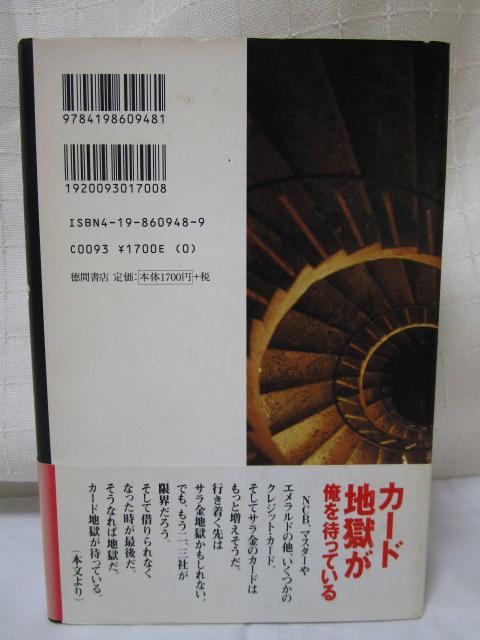 9784198609481
1920093017008
ISBN4-19-860948-9
C0093 ¥1700E (0)
徳間書店 定価:本体1700円+税
カード
地獄が
俺を待っている
NCB、マスターや
エメラルドの他、いくつかの
クレジット・カード、
そしてサラ金のカードは
もっと増えそうだ。
行き着く先は
サラ金地獄かもしれない。
でも、もう二、三社が
限界だろう。
そして借りられなく
なった時が最後だ。
そうなれば地獄だ。
カード地獄が待っている。
(本文より)